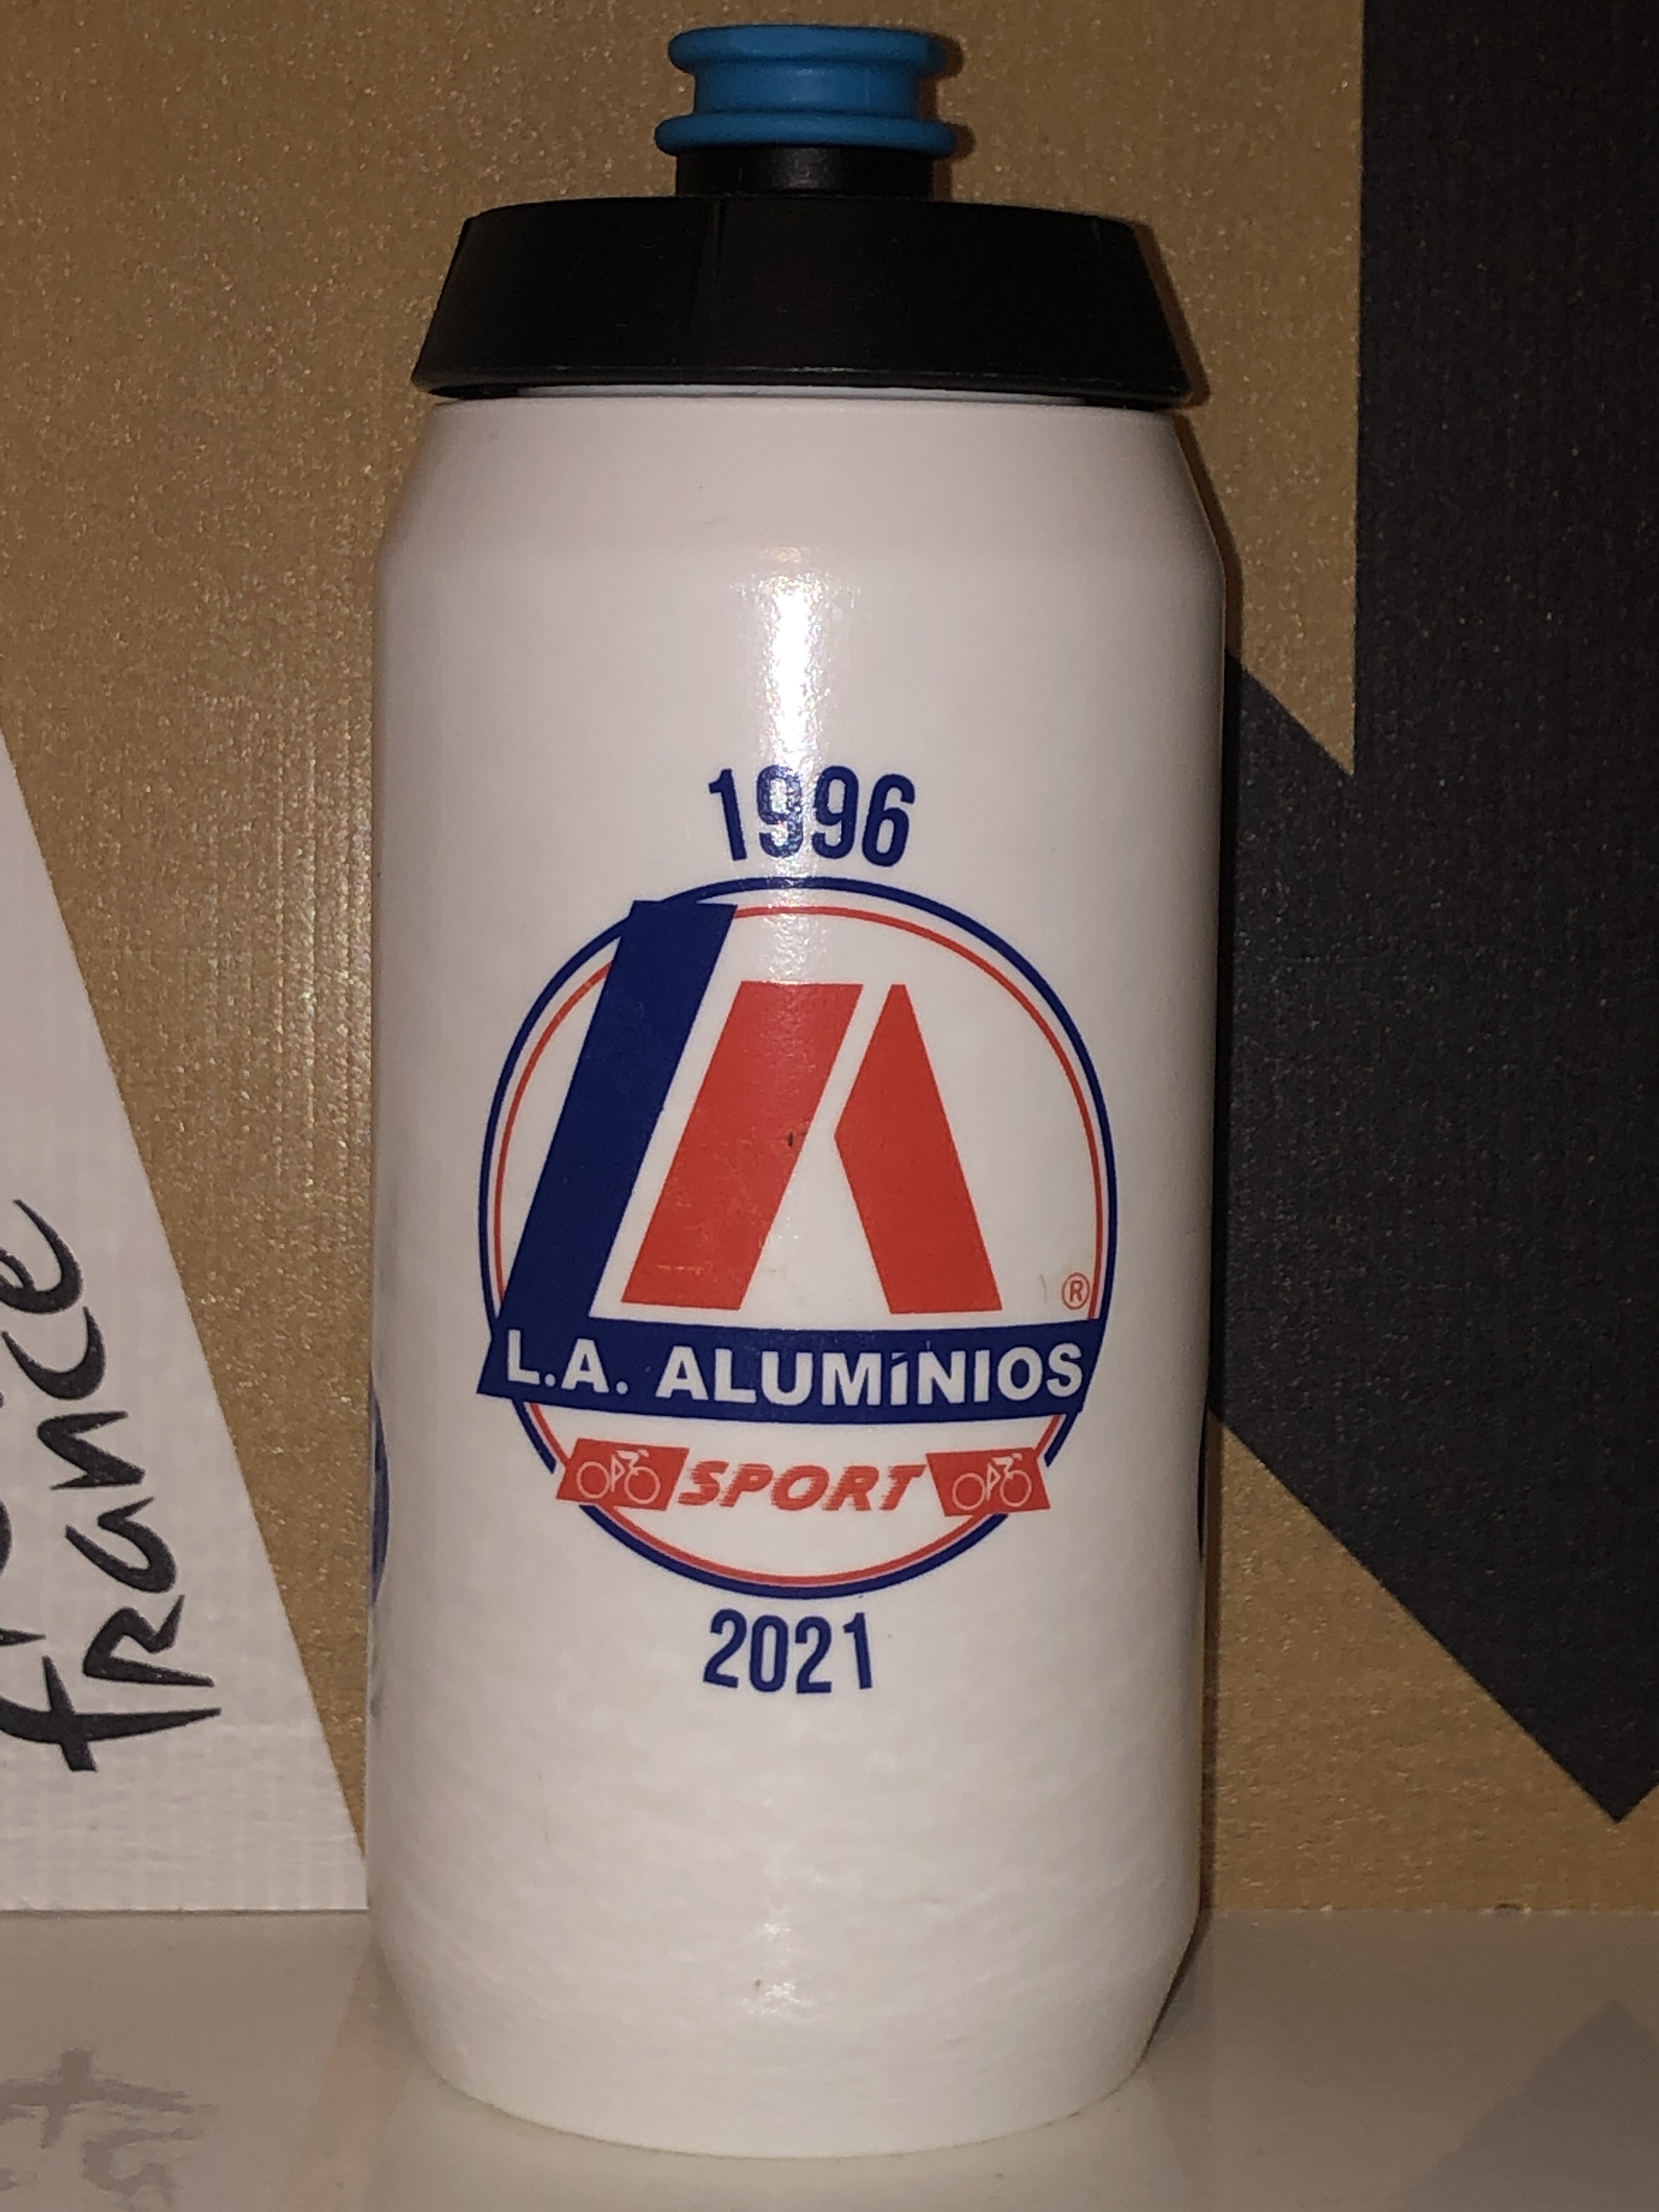 1996
®
L.A. ALUMíNIOS
SPORT
2021
france